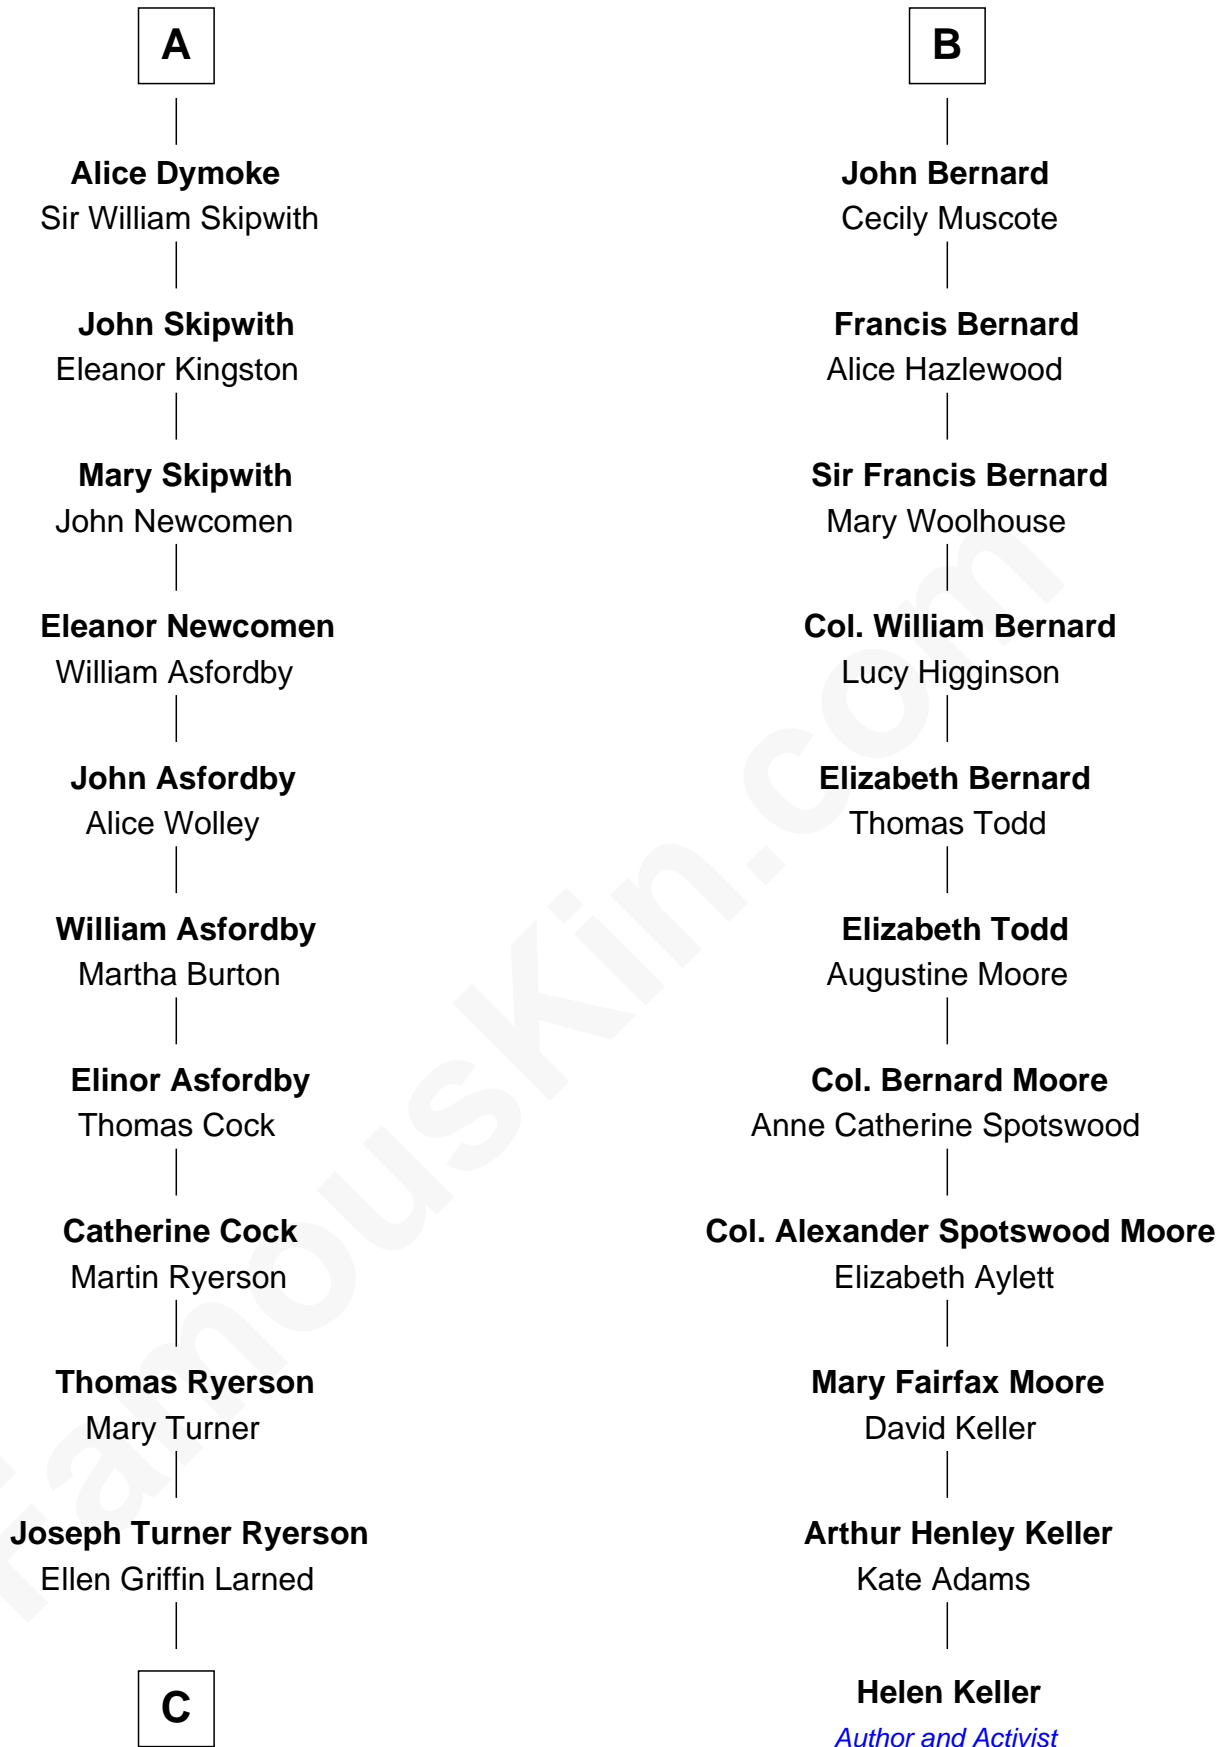 A
Alice Dymoke
Sir William Skipwith
John Skipwith
Eleanor Kingston
Mary Skipwith
John Newcomen
Eleanor Newcomen
William Asfordby
John Asfordby
Alice Wolley
William Asfordby
Martha Burton
Elinor Asfordby
Thomas Cock
Catherine Cock
Martin Ryerson
Thomas Ryerson
Mary Turner
Joseph Turner Ryerson
Ellen Griffin Larned
C
B
John Bernard
Cecily Muscote
Francis Bernard
Alice Hazlewood
Sir Francis Bernard
Mary Woolhouse
Col. William Bernard
Lucy Higginson
Elizabeth Bernard
Thomas Todd
Elizabeth Todd
Augustine Moore
Col. Bernard Moore
Anne Catherine Spotswood
Col. Alexander Spotswood Moore
Elizabeth Aylett
Mary Fairfax Moore
David Keller
Arthur Henley Keller
Kate Adams
Helen Keller
Author and Activist
FamousKin.com